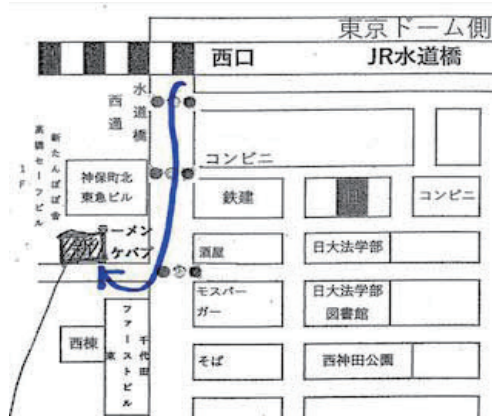 東京ドーム側
西口
JR水道橋
水道橋
西通
コンビニ
新たんぽぽ舎
高橋セーフビル
1F
神保町北
東急ビル
鉄建
コンビニ
ラーメン
ケバブ
酒屋
日大法学部
モスバー
ガー
日大法学部
図書館
西棟
千代田
ファーストビル
東
そば
西神田公園